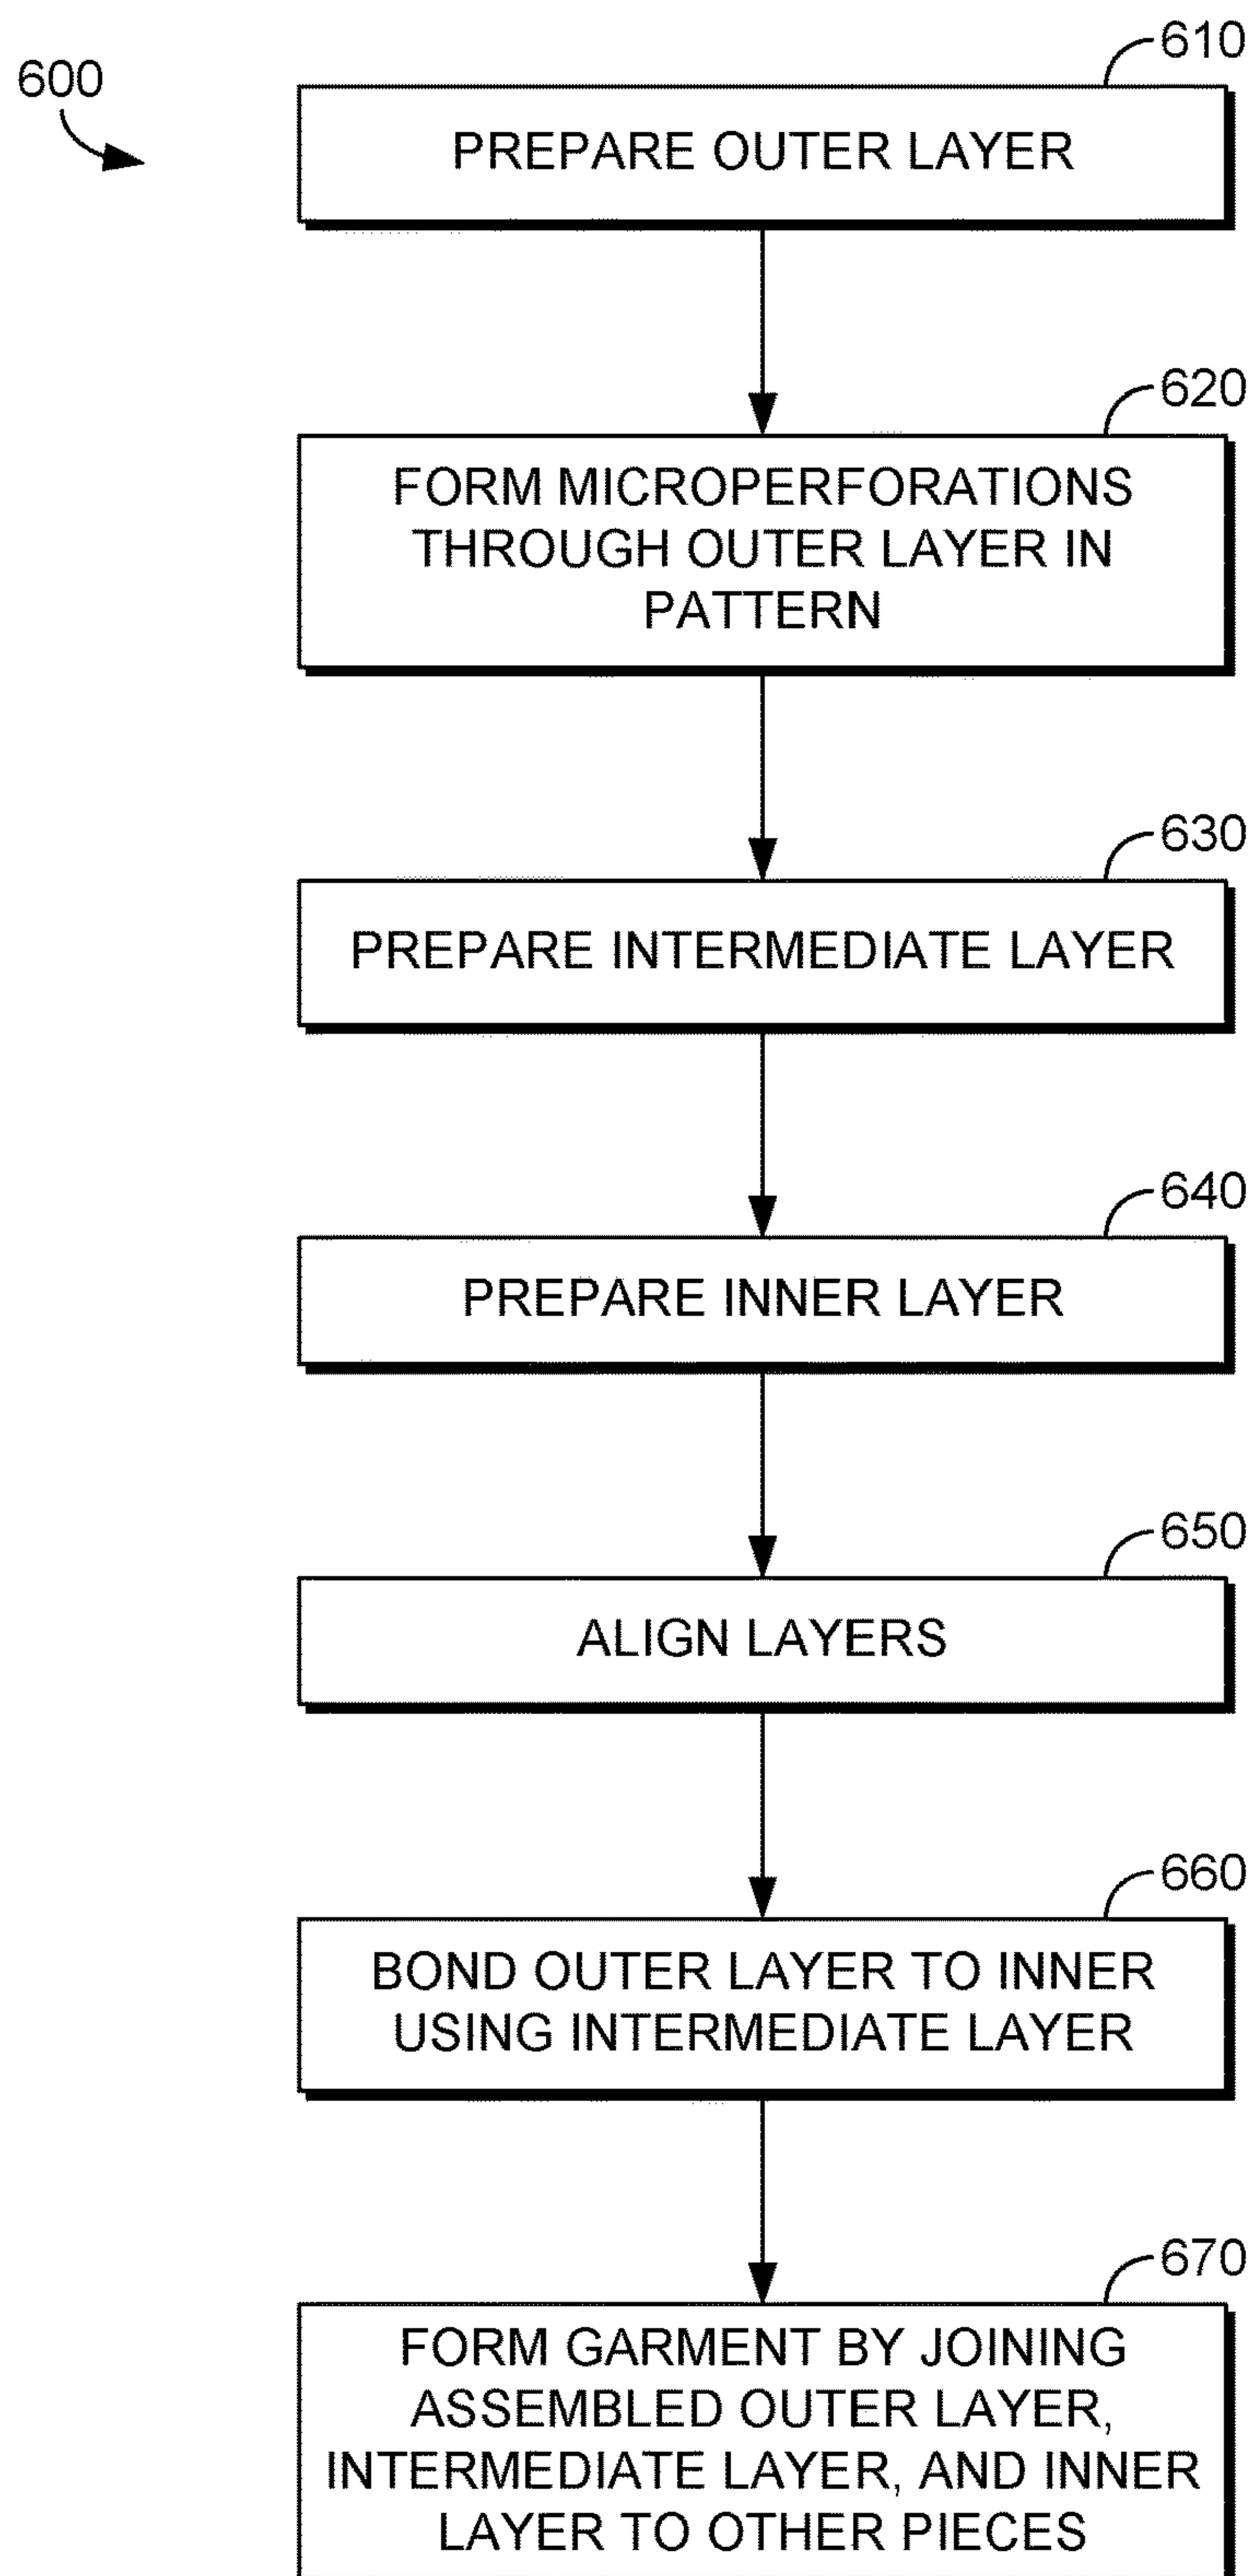 610
600
PREPARE OUTER LAYER
620
FORM MICROPERFORATIONS
THROUGH OUTER LAYER IN
PATTERN
630
PREPARE INTERMEDIATE LAYER
640
PREPARE INNER LAYER
650
ALIGN LAYERS
660
BOND OUTER LAYER TO INNER
USING INTERMEDIATE LAYER
670
FORM GARMENT BY JOINING
ASSEMBLED OUTER LAYER,
INTERMEDIATE LAYER, AND INNER
LAYER TO OTHER PIECES